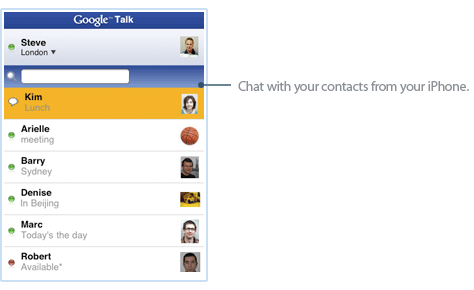 Google™ Talk
Steve
London ▼
Chat with your contacts from your iPhone.
Kim
Lunch
Arielle
meeting
Barry
Sydney
Denise
In Beijing
Marc
Today's the day
Robert
Available*